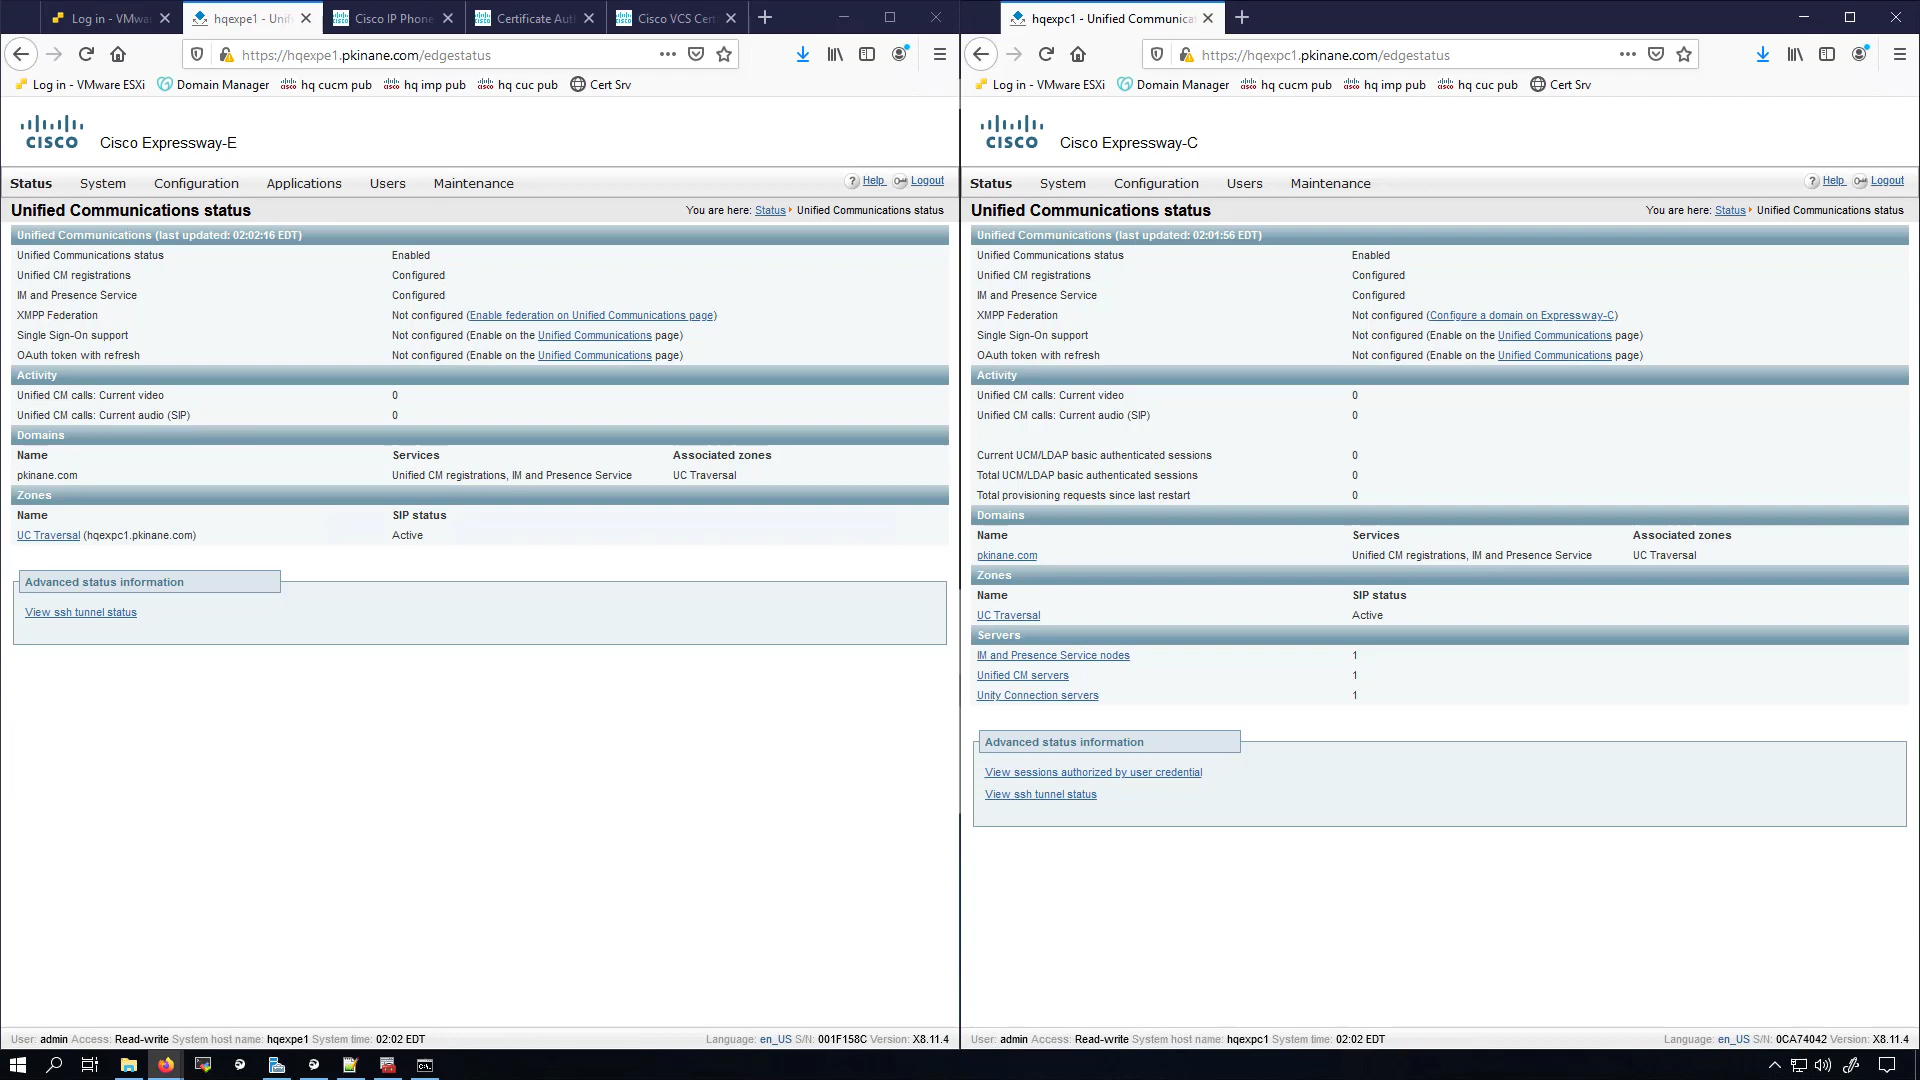 Log in - VMwa
hqexpe1 - Unifi
Cisco IP Phone
Certificate Aut
Cisco VCS Cert
https://hqexpe1.pkinane.com/edgestatus
Log in - VMware ESXi
Domain Manager
hq cucm pub
hq imp pub
hq cuc pub
Cert Srv
CISCO
Cisco Expressway-E
Status
System
Configuration
Applications
Users
Maintenance
Help
Logout
Unified Communications status
You are here: Status Unified Communications status
Unified Communications (last updated: 02:02:16 EDT)
Unified Communications status Enabled
Unified CM registrations Configured
IM and Presence Service Configured
XMPP Federation Not configured (Enable federation on Unified Communications page)
Single Sign-On support Not configured (Enable on the Unified Communications page)
OAuth token with refresh Not configured (Enable on the Unified Communications page)
Activity
Unified CM calls: Current video 0
Unified CM calls: Current audio (SIP) 0
Domains
Name Services Associated zones
pkinane.com Unified CM registrations, IM and Presence Service UC Traversal
Zones
Name SIP status
UC Traversal (hqexpc1.pkinane.com) Active
Advanced status information
View ssh tunnel status
User: admin Access: Read-write System host name: hqexpe1 System time: 02:02 EDT
Language: en_US S/N: 001F158C Version: X8.11.4
hqexpc1 - Unified Communicat
https://hqexpc1.pkinane.com/edgestatus
Log in - VMware ESXi
Domain Manager
hq cucm pub
hq imp pub
hq cuc pub
Cert Srv
CISCO
Cisco Expressway-C
Status
System
Configuration
Users
Maintenance
Help
Logout
Unified Communications status
You are here: Status Unified Communications status
Unified Communications (last updated: 02:01:56 EDT)
Unified Communications status Enabled
Unified CM registrations Configured
IM and Presence Service Configured
XMPP Federation Not configured (Configure a domain on Expressway-C)
Single Sign-On support Not configured (Enable on the Unified Communications page)
OAuth token with refresh Not configured (Enable on the Unified Communications page)
Activity
Unified CM calls: Current video 0
Unified CM calls: Current audio (SIP) 0
Current UCM/LDAP basic authenticated sessions 0
Total UCM/LDAP basic authenticated sessions 0
Total provisioning requests since last restart 0
Domains
Name Services Associated zones
pkinane.com Unified CM registrations, IM and Presence Service UC Traversal
Zones
Name SIP status
UC Traversal Active
Servers
IM and Presence Service nodes 1
Unified CM servers 1
Unity Connection servers 1
Advanced status information
View sessions authorized by user credential
View ssh tunnel status
User: admin Access: Read-write System host name: hqexpc1 System time: 02:02 EDT
Language: en_US S/N: 0CA74042 Version: X8.11.4